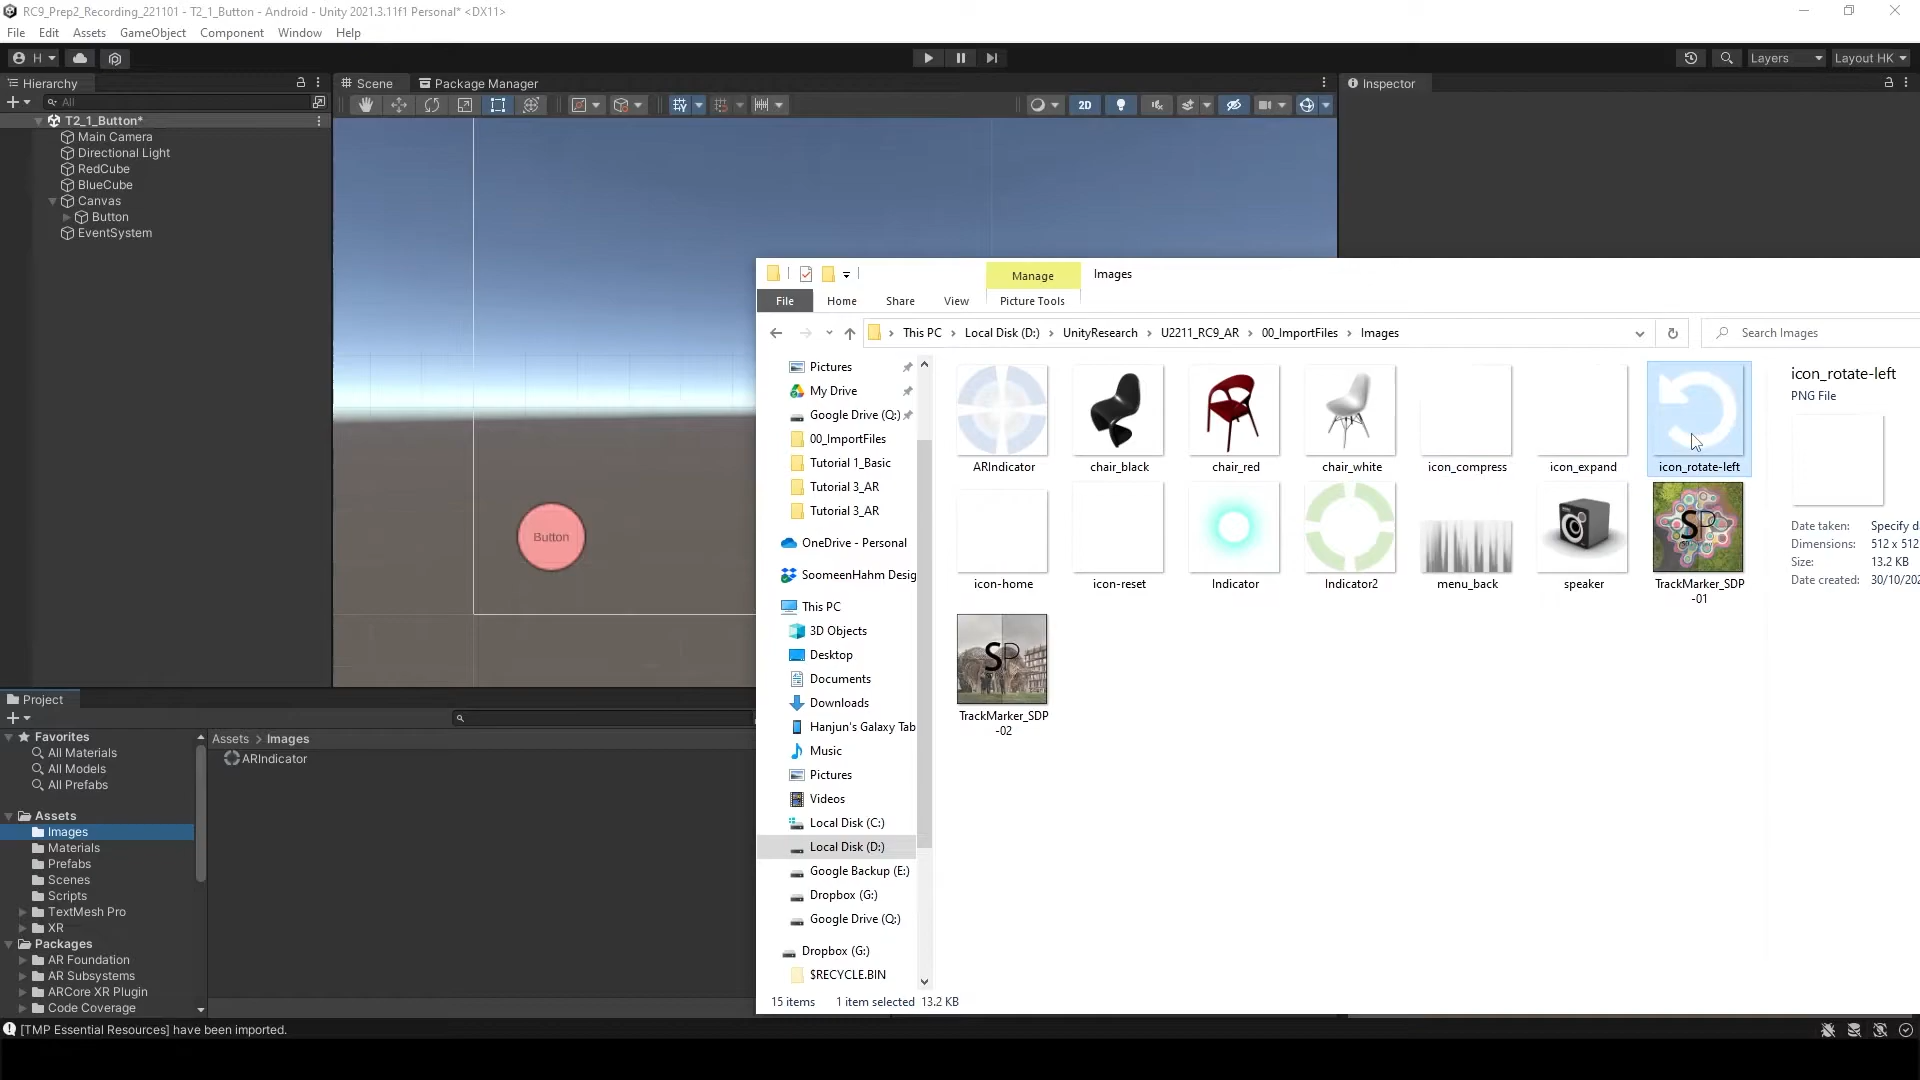 RC9_Prep2_Recording_221101 - T2_1_Button - Android - Unity 2021.3.11f1 Personal* <DX11>
File Edit Assets GameObject Component Window Help
H Layers Layout HK
Hierarchy Scene Package Manager Inspector
All 2D
T2_1_Button*
Main Camera
Directional Light
RedCube
BlueCube
Canvas
Button
EventSystem
Button
Manage Images
File Home Share View Picture Tools
This PC > Local Disk (D:) > UnityResearch > U2211_RC9_AR > 00_ImportFiles > Images Search Images
Pictures
My Drive
Google Drive (Q:)
00_ImportFiles
Tutorial 1_Basic
Tutorial 3_AR
Tutorial 3_AR
OneDrive - Personal
SoomeenHahm Desig
This PC
3D Objects
Desktop
Documents
Downloads
Hanjun's Galaxy Tab
Music
Pictures
Videos
Local Disk (C:)
Local Disk (D:)
Google Backup (E:)
Dropbox (G:)
Google Drive (Q:)
Dropbox (G:)
$RECYCLE.BIN
ARIndicator chair_black chair_red chair_white icon_compress icon_expand icon_rotate-left
SP
icon-home icon-reset Indicator Indicator2 menu_back speaker TrackMarker_SDP
-01
SP
TrackMarker_SDP
-02
icon_rotate-left
PNG File
Date taken: Specify d
Dimensions: 512 x 512
Size: 13.2 KB
Date created: 30/10/202
15 items 1 item selected 13.2 KB
Project
Favorites
All Materials
All Models
All Prefabs
Assets
Images
Materials
Prefabs
Scenes
Scripts
TextMesh Pro
XR
Packages
AR Foundation
AR Subsystems
ARCore XR Plugin
Code Coverage
Assets > Images
ARIndicator
[TMP Essential Resources] have been imported.